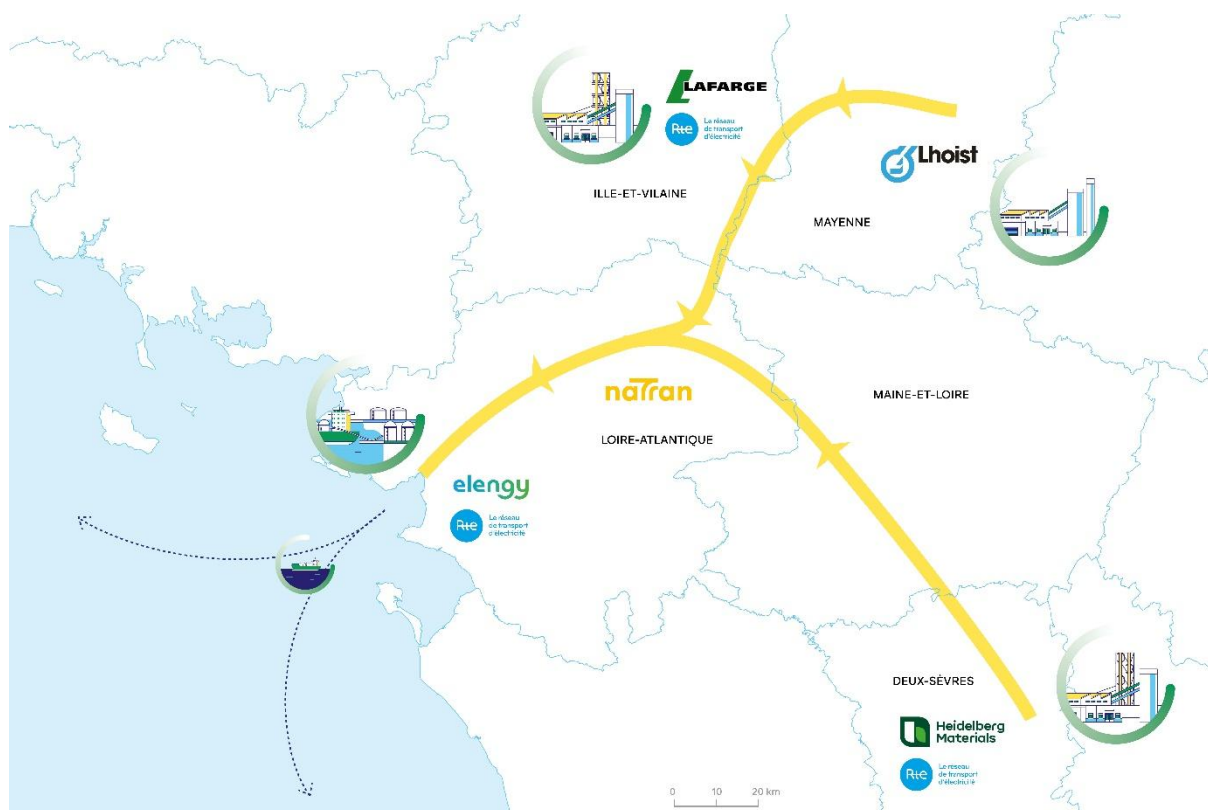 LAFARGE
Rte
Le réseau
de transport
d'électricité
Lhoist
ILLE-ET-VILAINE
MAYENNE
naTran
MAINE-ET-LOIRE
LOIRE-ATLANTIQUE
elengy
Rte
Le réseau
de transport
d'électricité
DEUX-SÈVRES
Heidelberg
Materials
Rte
Le réseau
de transport
d'électricité
0 10 20 km